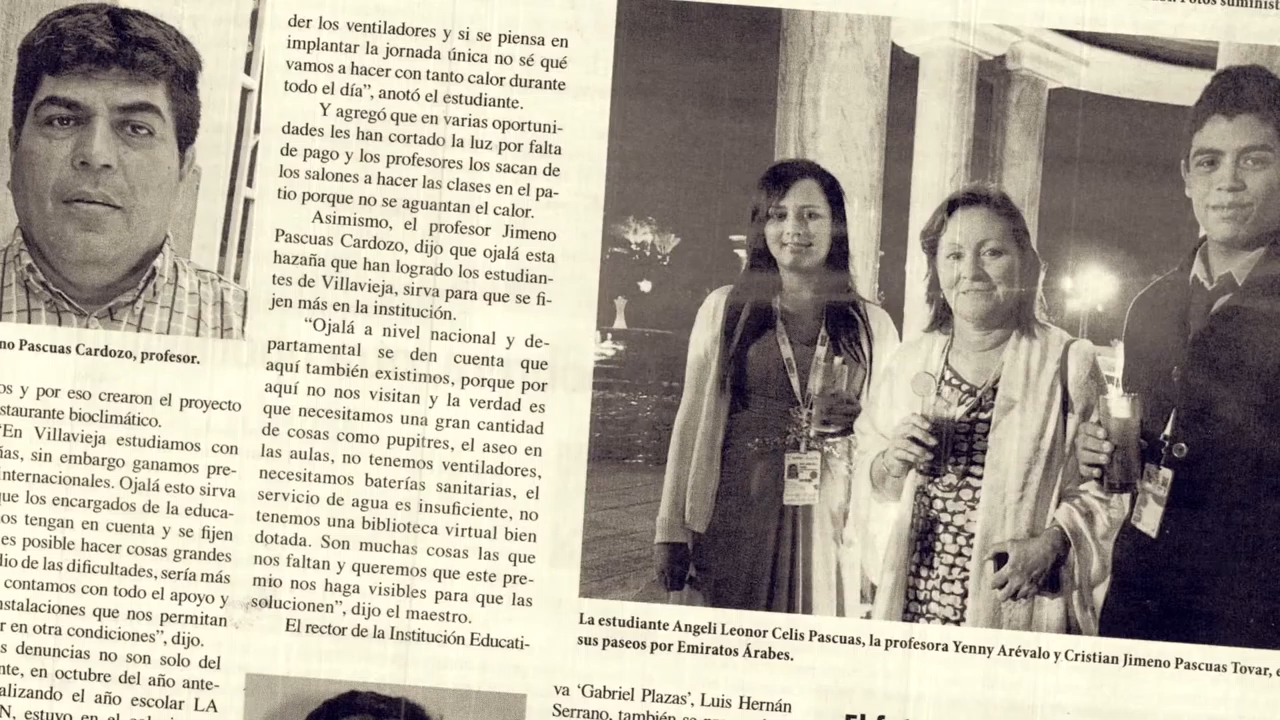 no Pascuas Cardozo, profesor.
os y por eso crearon el proyecto
staurante bioclimático.
"En Villavieja estudiamos con
ñas, sin embargo ganamos pre-
internacionales. Ojalá esto sirva
que los encargados de la educa-
os tengan en cuenta y se fijen
es posible hacer cosas grandes
dio de las dificultades, sería más
contamos con todo el apoyo y
nstalaciones que nos permitan
r en otra condiciones", dijo.
s denuncias no son solo del
nte, en octubre del año ante-
alizando el año escolar LA
N, estuvo en el
der los ventiladores y si se piensa en
implantar la jornada única no sé qué
vamos a hacer con tanto calor durante
todo el día", anotó el estudiante.
Y agregó que en varias oportuni-
dades les han cortado la luz por falta
de pago y los profesores los sacan de
los salones a hacer las clases en el pa-
tio porque no se aguantan el calor.
Asimismo, el profesor Jimeno
Pascuas Cardozo, dijo que ojalá esta
hazaña que han logrado los estudian-
tes de Villavieja, sirva para que se fi-
jen más en la institución.
"Ojalá a nivel nacional y de-
partamental se den cuenta que
aquí también existimos, porque por
aquí no nos visitan y la verdad es
que necesitamos una gran cantidad
de cosas como pupitres, el aseo en
las aulas, no tenemos ventiladores,
necesitamos baterías sanitarias, el
servicio de agua es insuficiente, no
tenemos una biblioteca virtual bien
dotada. Son muchas cosas las que
nos faltan y queremos que este pre-
mio nos haga visibles para que las
solucionen", dijo el maestro.
El rector de la Institución Educati-
Fotos suminist
La estudiante Angeli Leonor Celis Pascuas, la profesora Yenny Arévalo y Cristian Jimeno Pascuas Tovar, e
sus paseos por Emiratos Árabes.
va 'Gabriel Plazas', Luis Hernán
Serrano, también se
El